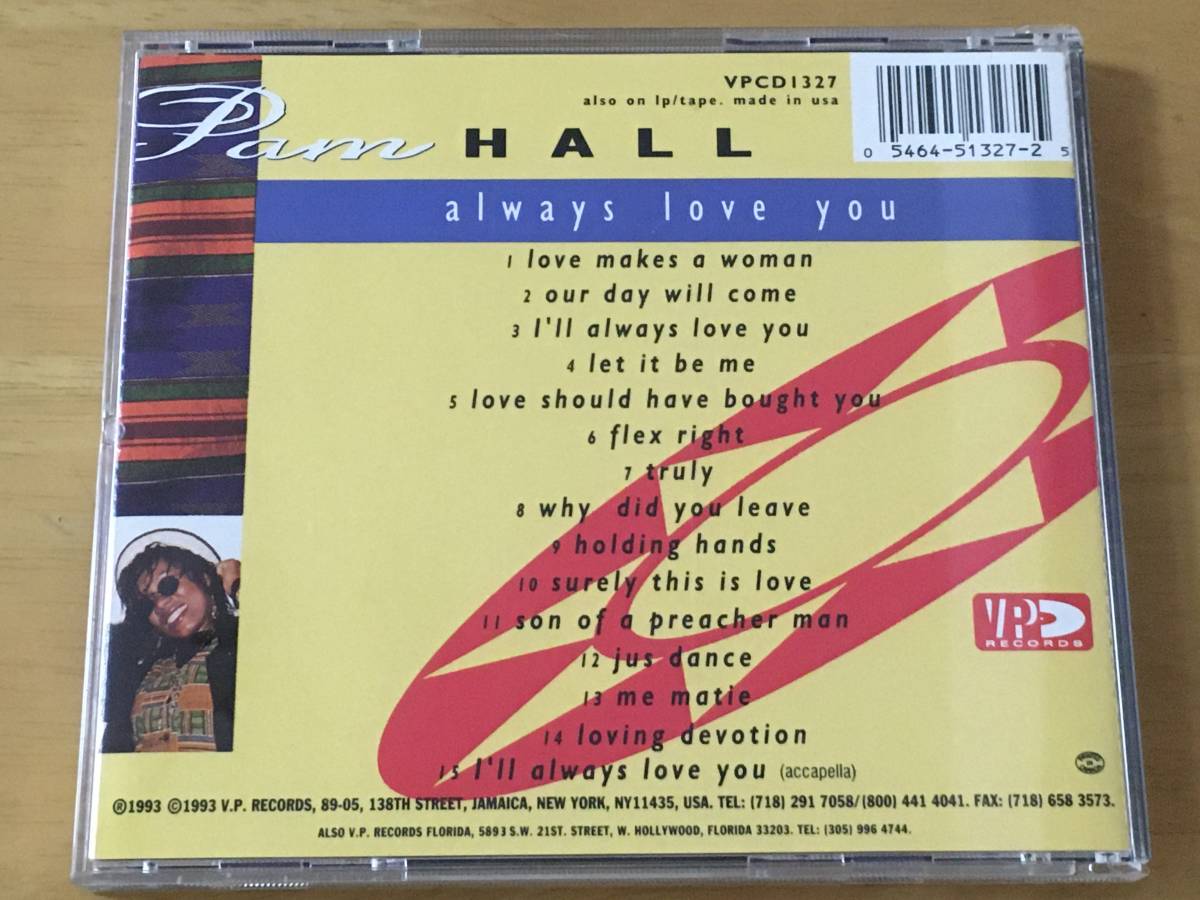 VPCD1327
also on lp/tape. made in usa
Pam HALL
0 5464-51327-2 5
always love you
1 love makes a woman
2 our day will come
3 I'll always love you
4 let it be me
5 love should have bought you
6 flex right
7 truly
8 why did you leave
9 holding hands
10 surely this is love
11 son of a preacher man
12 jus dance
13 me matie
14 loving devotion
15 I'll always love you (accapella)
VP
RECORDS
®1993 ©1993 V.P. RECORDS, 89-05, 138TH STREET, JAMAICA, NEW YORK, NY11435, USA. TEL: (718) 291 7058/(800) 441 4041. FAX: (718) 658 3573.
ALSO V.P. RECORDS FLORIDA, 5893 S.W. 21ST. STREET, W. HOLLYWOOD, FLORIDA 33203. TEL: (305) 996 4744.